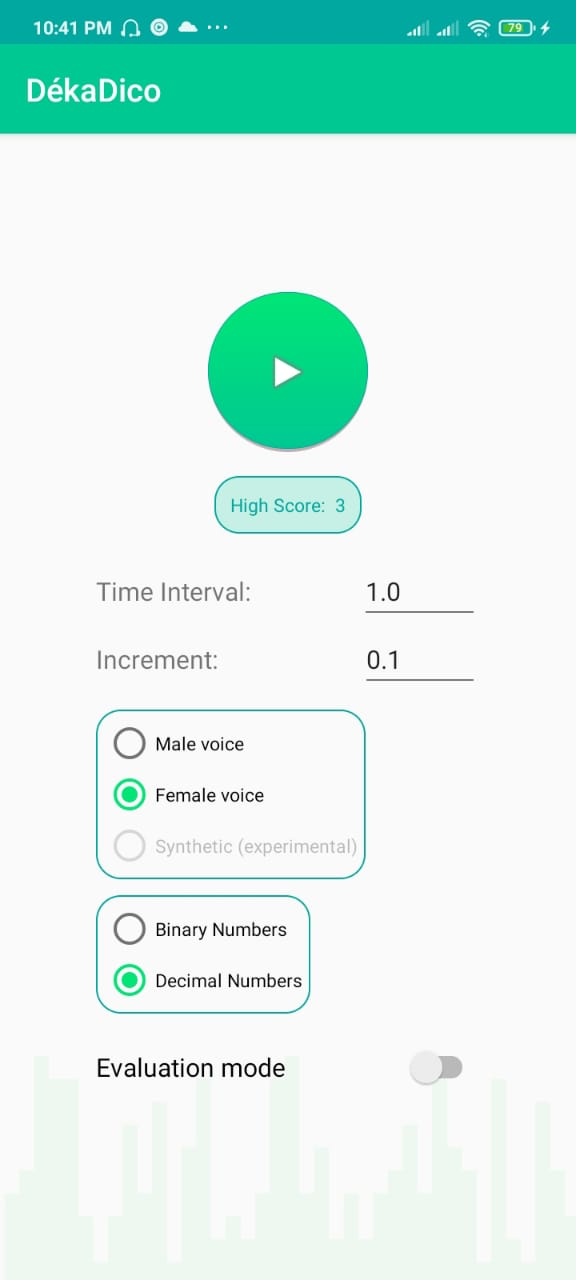 10:41 PM ... 79
DékaDico
High Score: 3
Time Interval: 1.0
Increment: 0.1
Male voice
Female voice
Synthetic (experimental)
Binary Numbers
Decimal Numbers
Evaluation mode